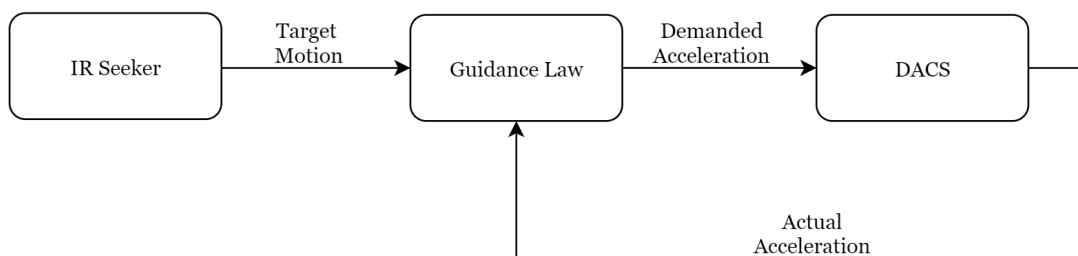 IR Seeker
Target
Motion
Guidance Law
Demanded
Acceleration
DACS
Actual
Acceleration